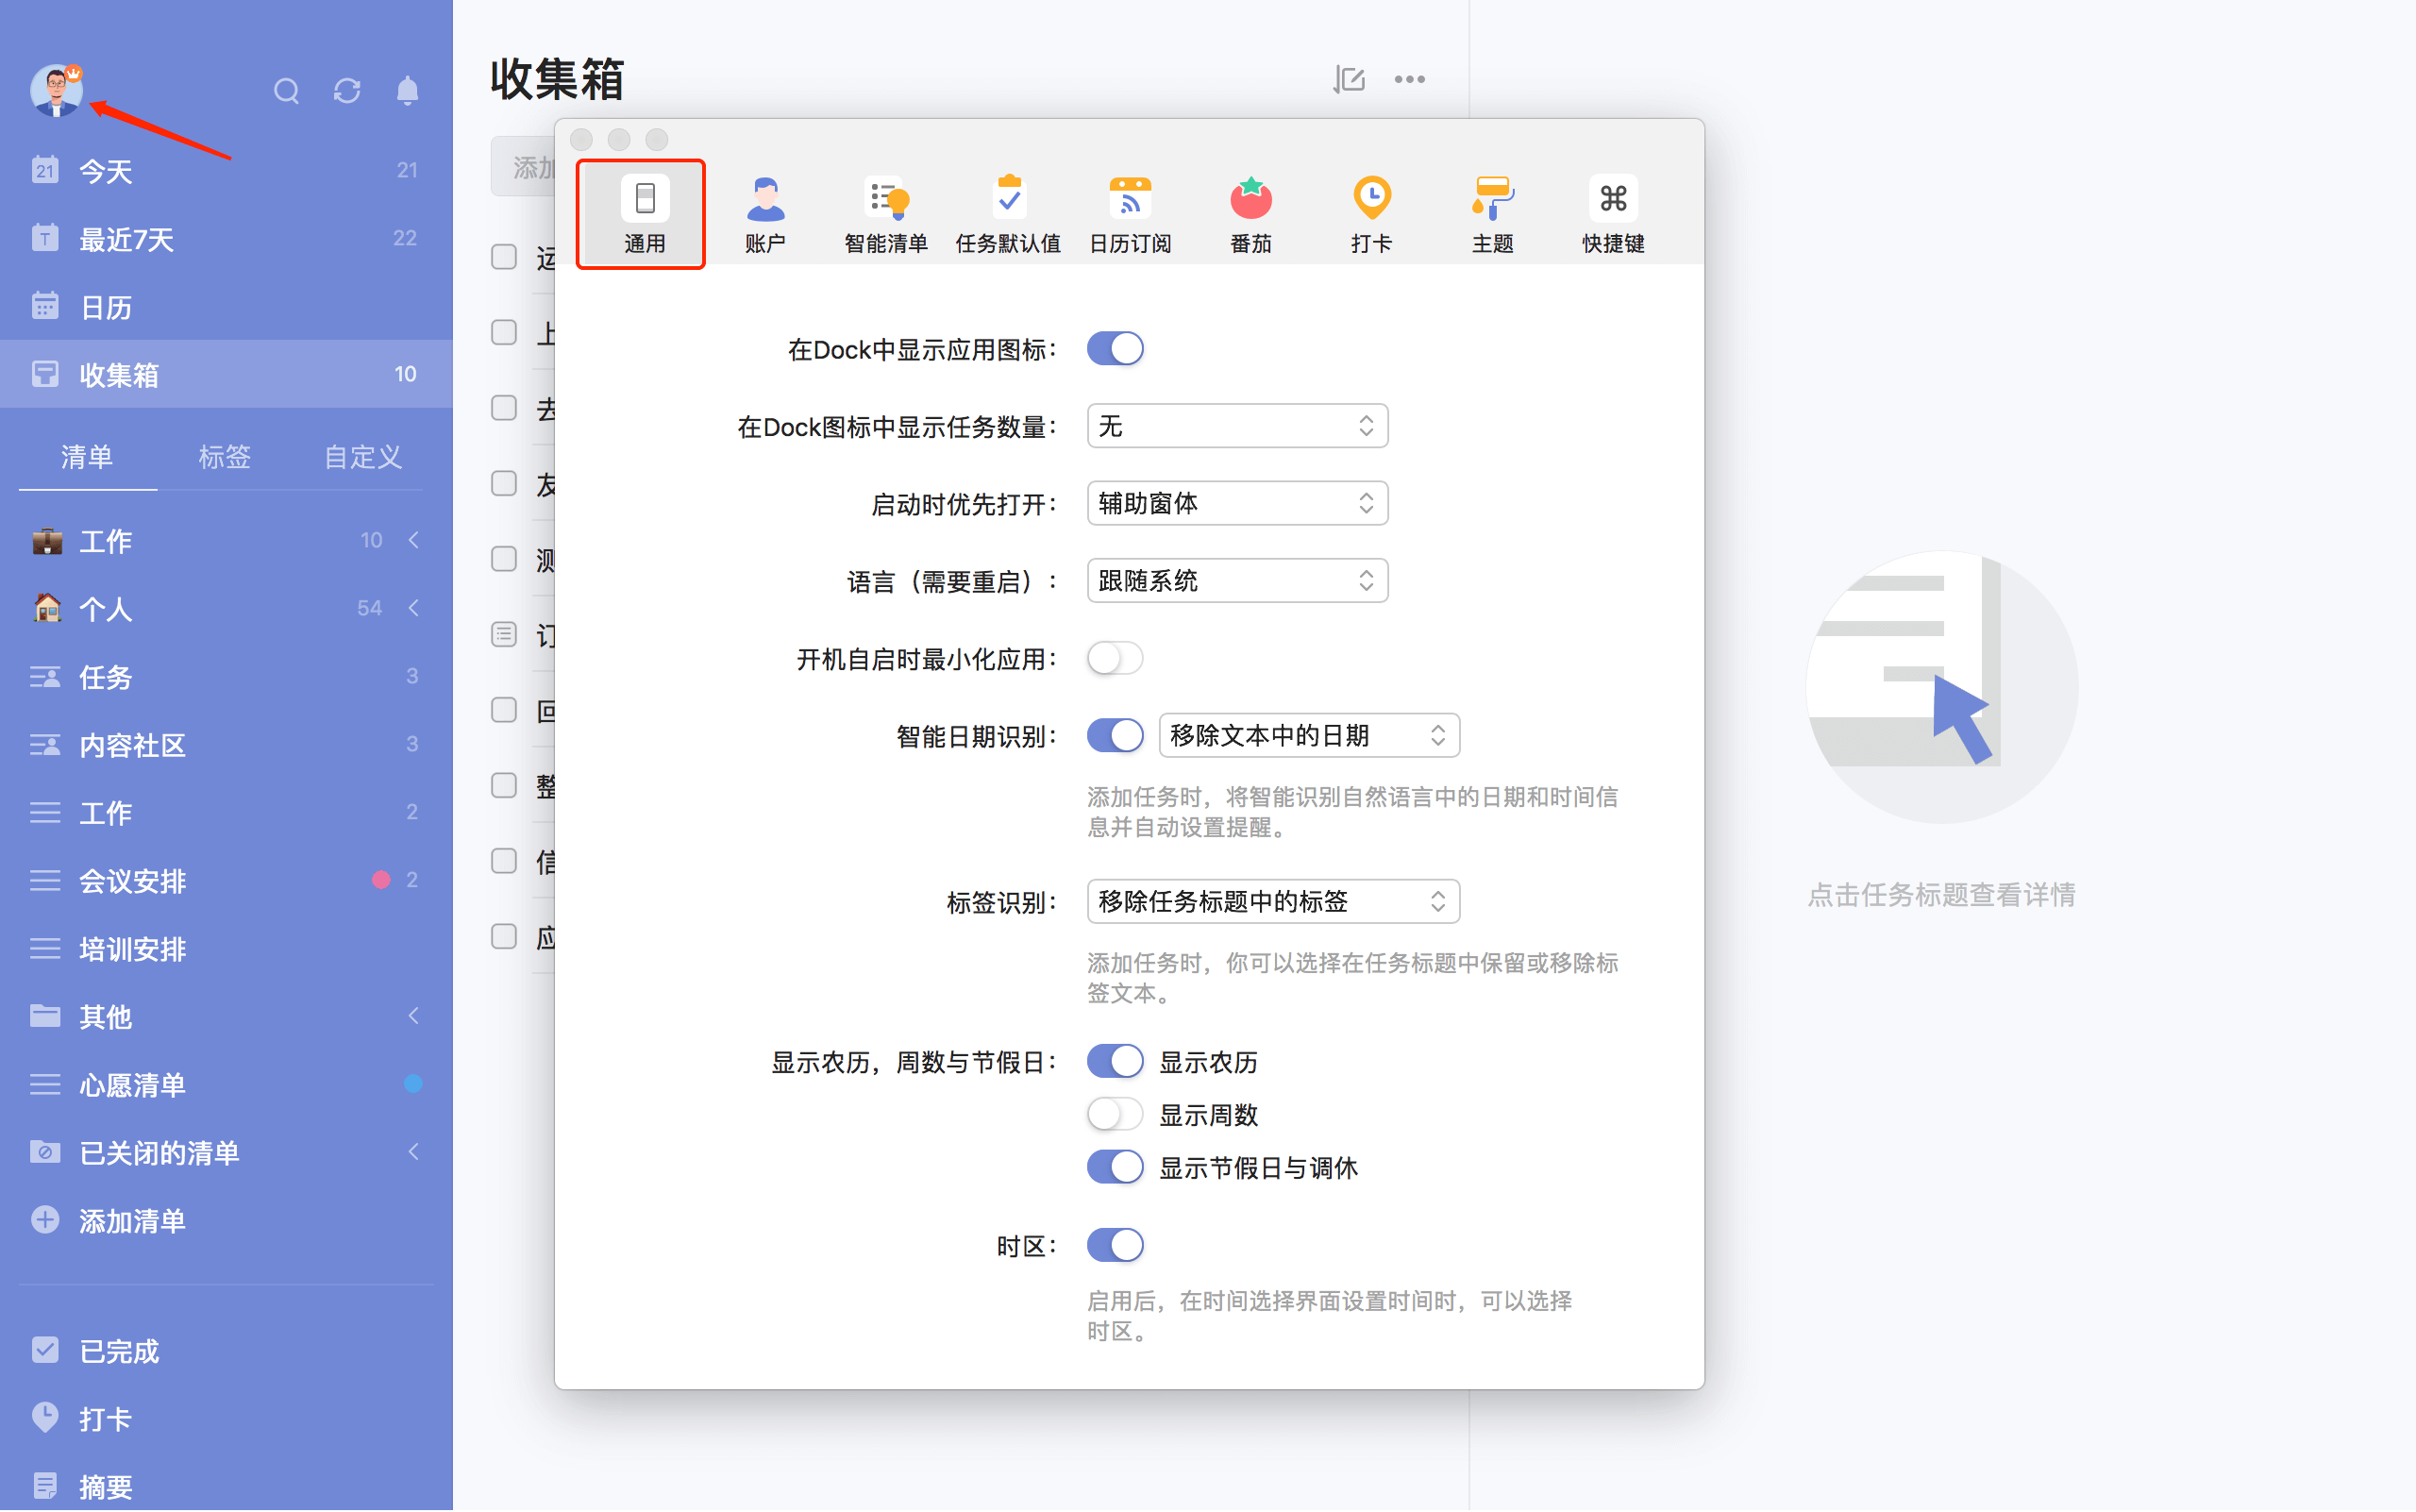 21
今天
21
T
最近7天
22
日历
收集箱
10
清单
标签
自定义
工作
10
个人
54
任务
3
内容社区
3
工作
2
会议安排
2
培训安排
其他
心愿清单
已关闭的清单
添加清单
已完成
打卡
摘要
收集箱
添加
运
上
去
友
测
订
回
整
信
应
通用
账户
智能清单
任务默认值
日历订阅
番茄
打卡
主题
快捷键
在Dock中显示应用图标：
在Dock图标中显示任务数量：
无
启动时优先打开：
辅助窗体
语言（需要重启）：
跟随系统
开机自启时最小化应用：
智能日期识别：
移除文本中的日期
添加任务时，将智能识别自然语言中的日期和时间信
息并自动设置提醒。
标签识别：
移除任务标题中的标签
添加任务时，你可以选择在任务标题中保留或移除标
签文本。
显示农历，周数与节假日：
显示农历
显示周数
显示节假日与调休
时区：
启用后，在时间选择界面设置时间时，可以选择
时区。
点击任务标题查看详情